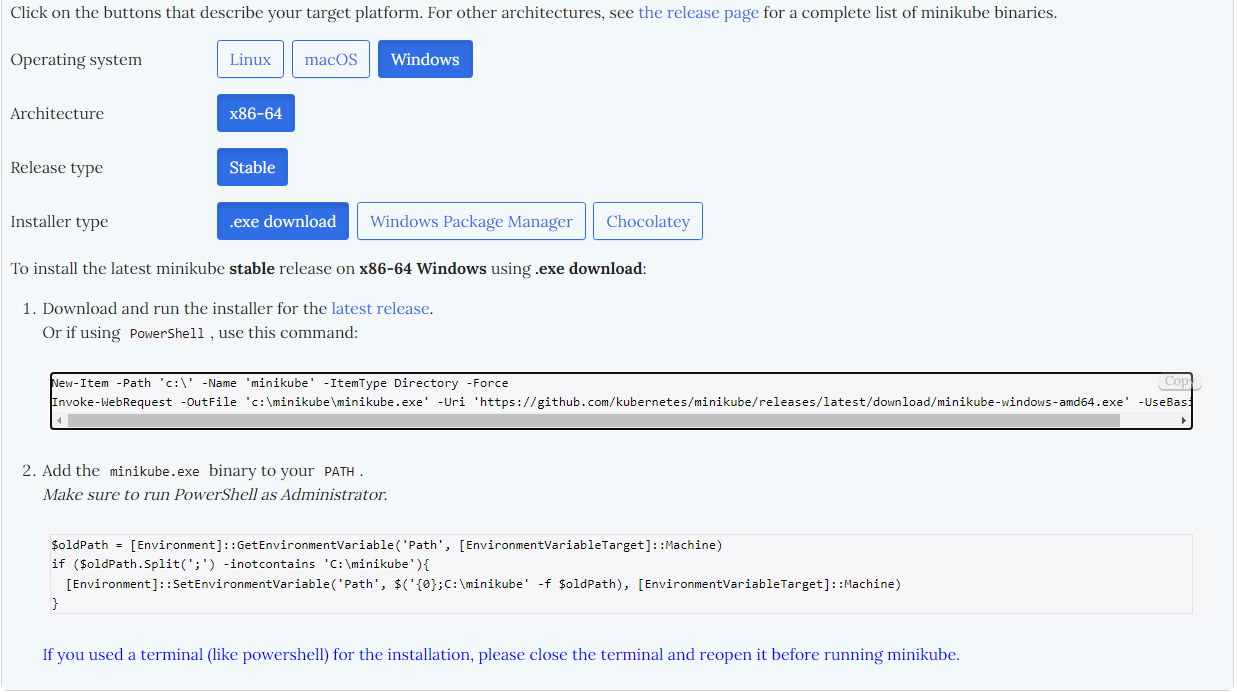 Click on the buttons that describe your target platform. For other architectures, see the release page for a complete list of minikube binaries.
Operating system Linux macOS Windows
Architecture x86-64
Release type Stable
Installer type .exe download Windows Package Manager Chocolatey
To install the latest minikube stable release on x86-64 Windows using .exe download:
1. Download and run the installer for the latest release.
Or if using PowerShell , use this command:
New-Item -Path 'c:\' -Name 'minikube' -ItemType Directory -Force
Copy
Invoke-WebRequest -OutFile 'c:\minikube\minikube.exe' -Uri 'https://github.com/kubernetes/minikube/releases/latest/download/minikube-windows-amd64.exe' -UseBasi
2. Add the minikube.exe binary to your PATH .
Make sure to run PowerShell as Administrator.
$oldPath = [Environment]::GetEnvironmentVariable('Path', [EnvironmentVariableTarget]::Machine)
if ($oldPath.Split(';') -inotcontains 'C:\minikube'){
  [Environment]::SetEnvironmentVariable('Path', $('{0};C:\minikube' -f $oldPath), [EnvironmentVariableTarget]::Machine)
}
If you used a terminal (like powershell) for the installation, please close the terminal and reopen it before running minikube.